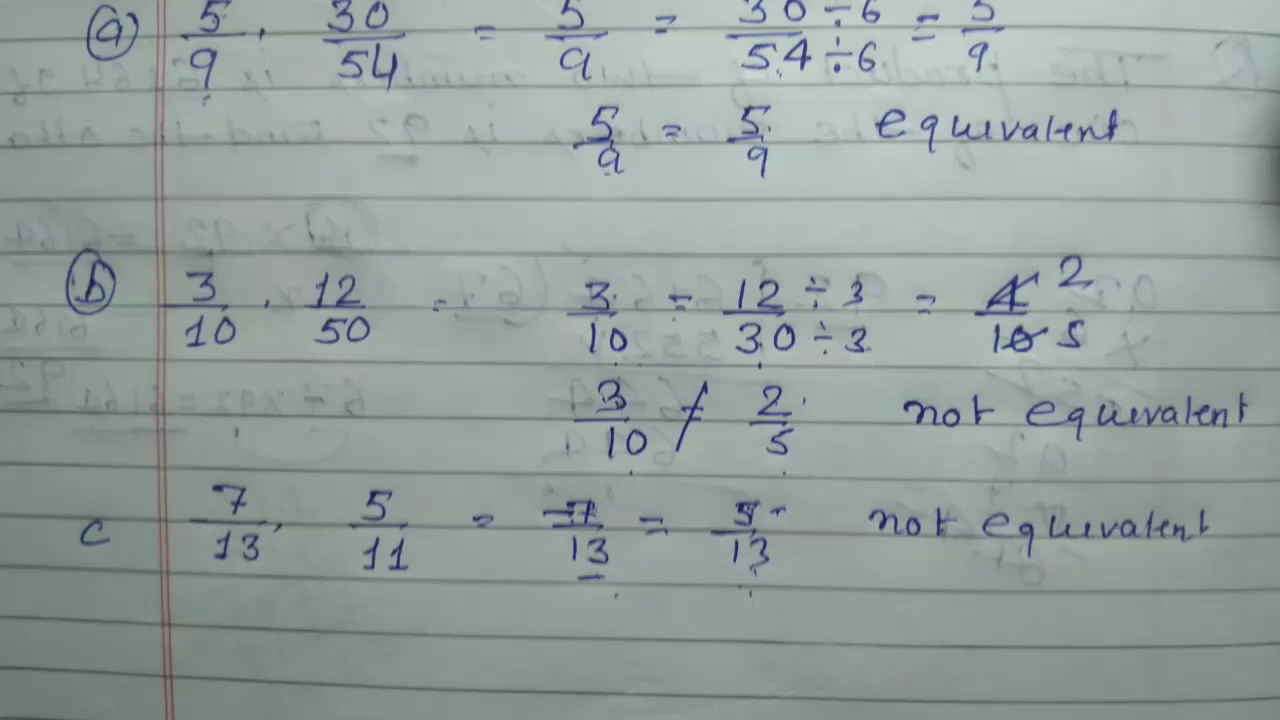 (a) 5/9 . 30/54 = 5/9 = 30÷6/54÷6 = 5/9
5/9 = 5/9 equivalent
(b) 3/10 . 12/50 = 3/10 = 12÷3/30÷3 = 4/10 2/5
3/10 ≠ 2/5 not equivalent
c 7/13 . 5/11 = 7/13 = 5/13 not equivalent